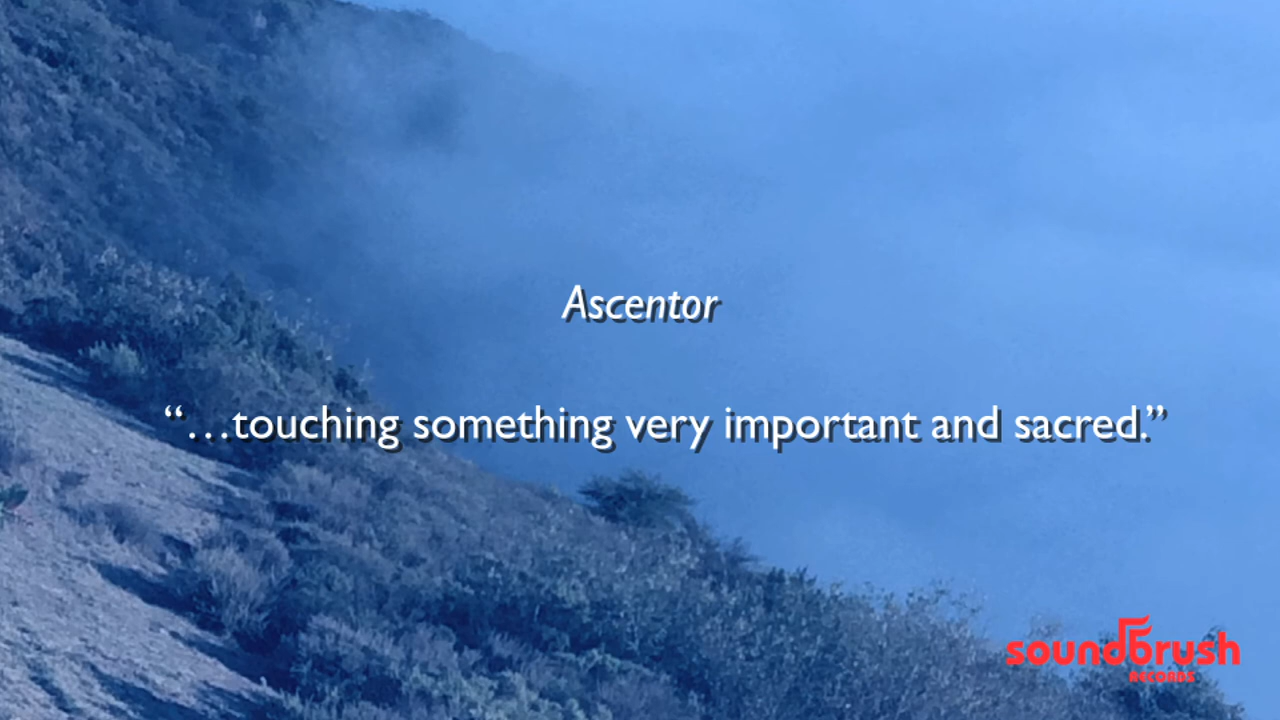 Ascentor
“…touching something very important and sacred.”
soundbrush
RECORDS